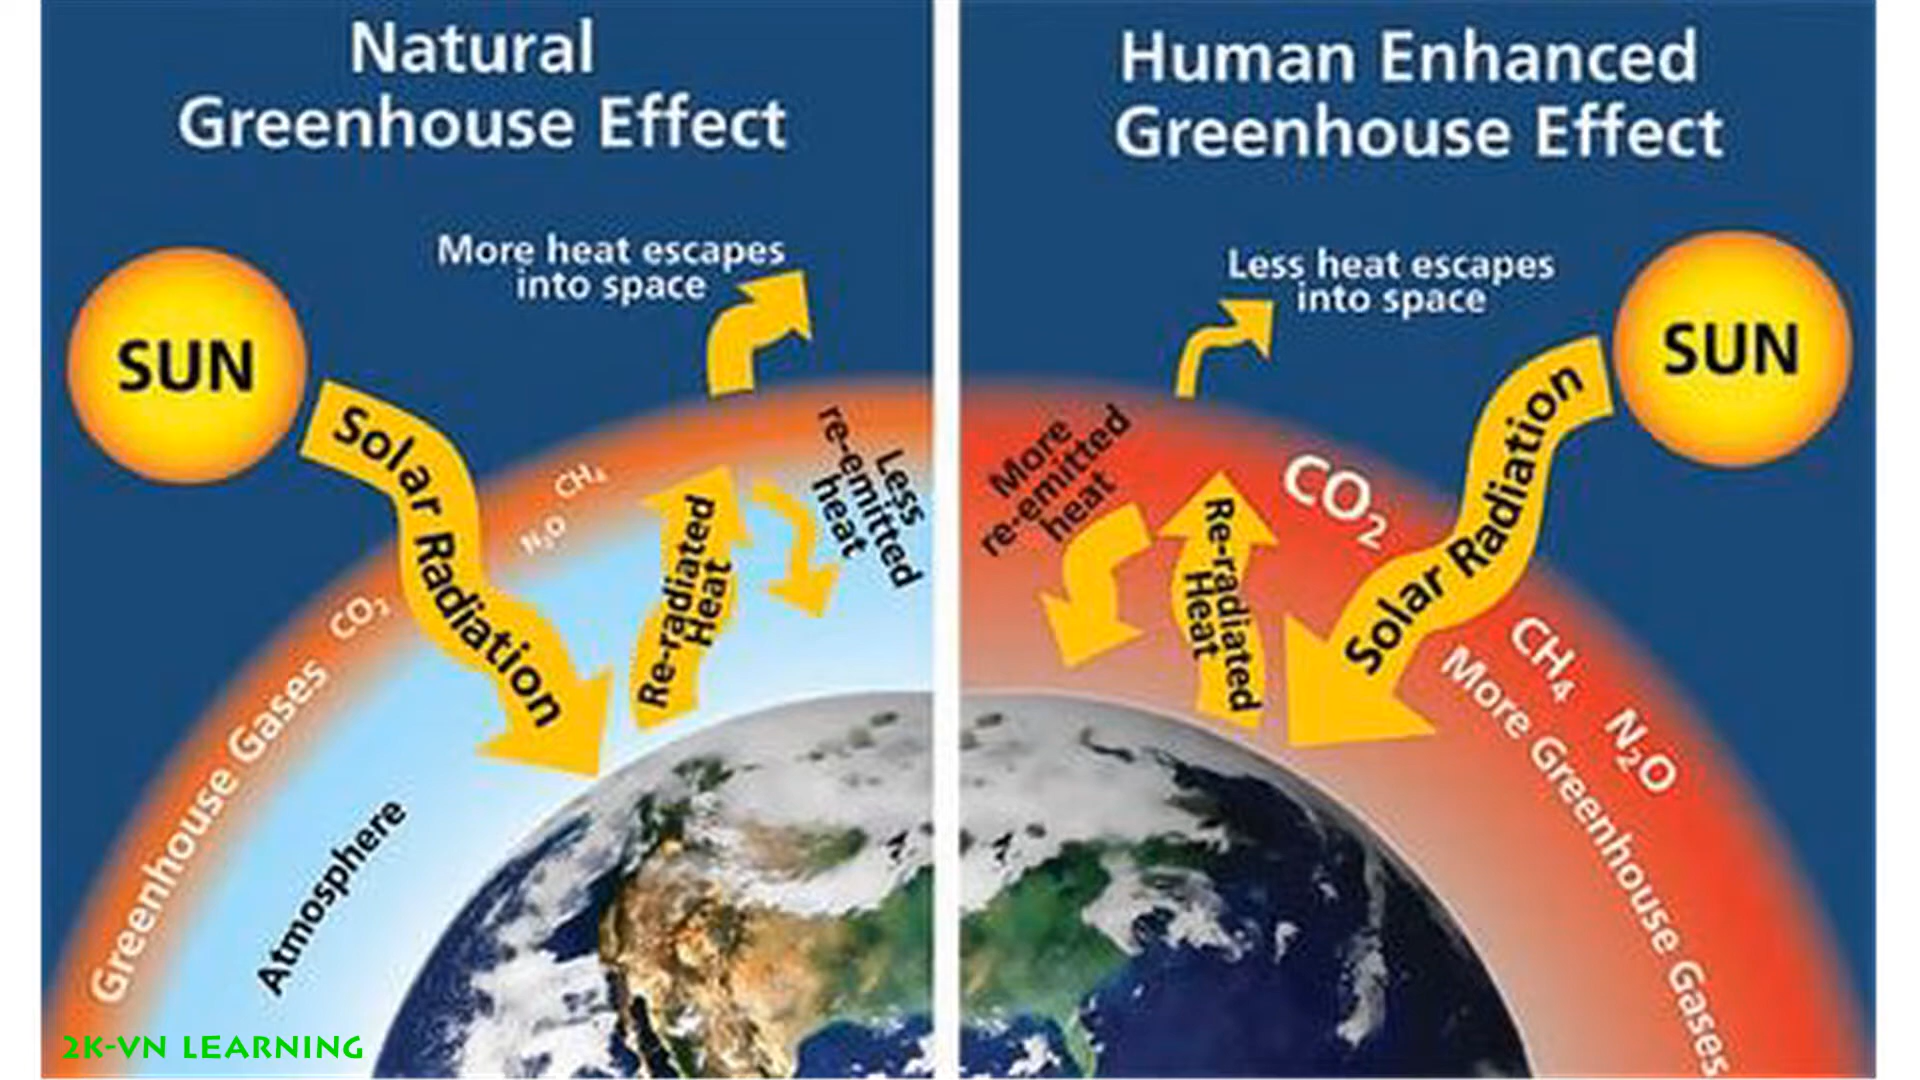 Natural
Greenhouse Effect
More heat escapes
into space
SUN
Solar Radiation
CH4
N2O
CO2
Re-radiated
Heat
Less
re-emitted
heat
Greenhouse Gases
Atmosphere
2K-VN LEARNING
Human Enhanced
Greenhouse Effect
Less heat escapes
into space
SUN
Solar Radiation
More
re-emitted
heat
Re-radiated
Heat
CO2
CH4
N2O
More Greenhouse Gases